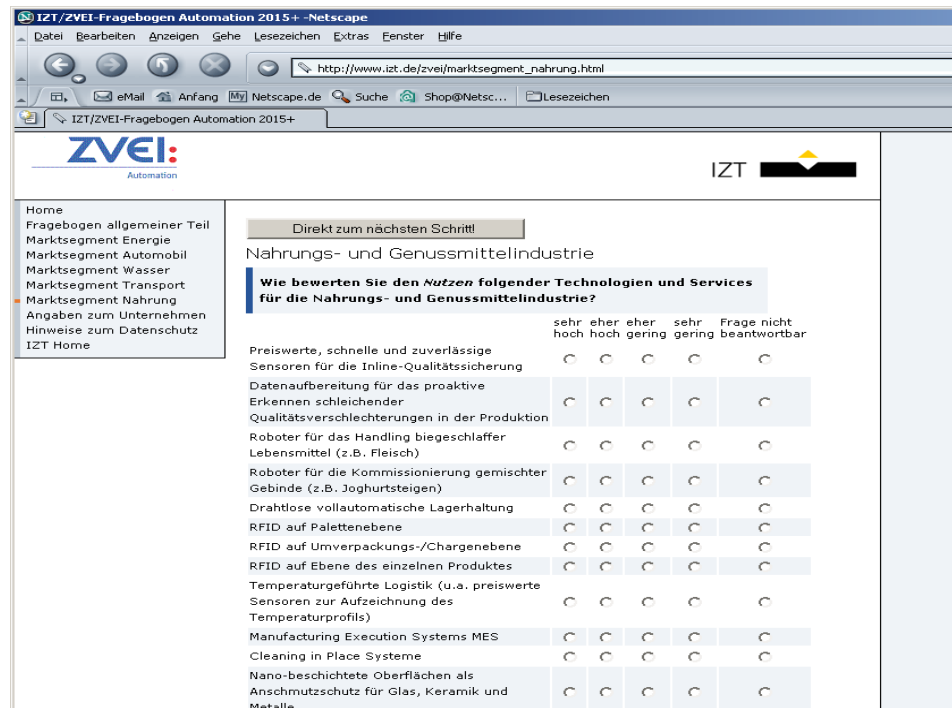 IZT/ZVEI-Fragebogen Automation 2015+ -Netscape
Datei Bearbeiten Anzeigen Gehe Lesezeichen Extras Fenster Hilfe
http://www.izt.de/zvei/marktsegment_nahrung.html
eMail Anfang My Netscape.de Suche Shop@Netsc... Lesezeichen
IZT/ZVEI-Fragebogen Automation 2015+
ZVEI:
Automation
IZT
Home
Fragebogen allgemeiner Teil
Marktsegment Energie
Marktsegment Automobil
Marktsegment Wasser
Marktsegment Transport
Marktsegment Nahrung
Angaben zum Unternehmen
Hinweise zum Datenschutz
IZT Home
Direkt zum nächsten Schritt!
Nahrungs- und Genussmittelindustrie
Wie bewerten Sie den Nutzen folgender Technologien und Services
für die Nahrungs- und Genussmittelindustrie?
sehr eher eher sehr Frage nicht
hoch hoch gering gering beantwortbar
Preiswerte, schnelle und zuverlässige
Sensoren für die Inline-Qualitätssicherung
Datenaufbereitung für das proaktive
Erkennen schleichender
Qualitätsverschlechterungen in der Produktion
Roboter für das Handling biegeschlaffer
Lebensmittel (z.B. Fleisch)
Roboter für die Kommissionierung gemischter
Gebinde (z.B. Joghurtsteigen)
Drahtlose vollautomatische Lagerhaltung
RFID auf Palettenebene
RFID auf Umverpackungs-/Chargenebene
RFID auf Ebene des einzelnen Produktes
Temperaturgeführte Logistik (u.a. preiswerte
Sensoren zur Aufzeichnung des
Temperaturprofils)
Manufacturing Execution Systems MES
Cleaning in Place Systeme
Nano-beschichtete Oberflächen als
Anschmutzschutz für Glas, Keramik und
Metalle